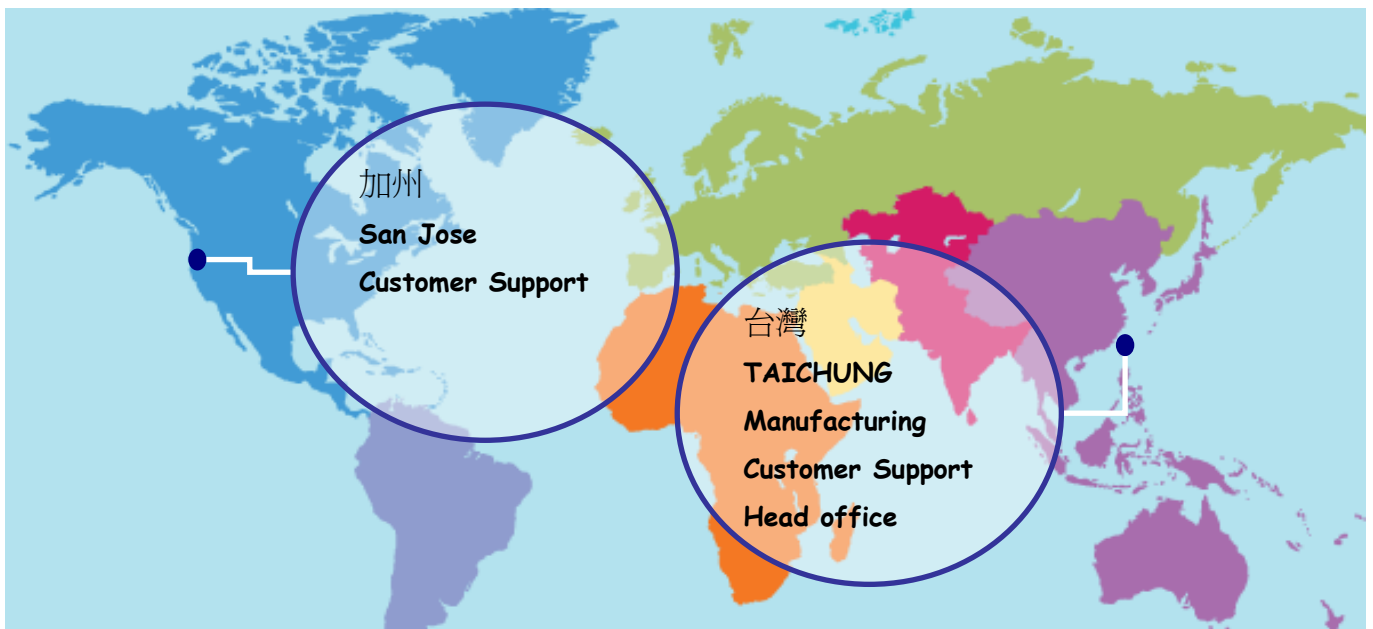 加州
San Jose
Customer Support
台灣
TAICHUNG
Manufacturing
Customer Support
Head office